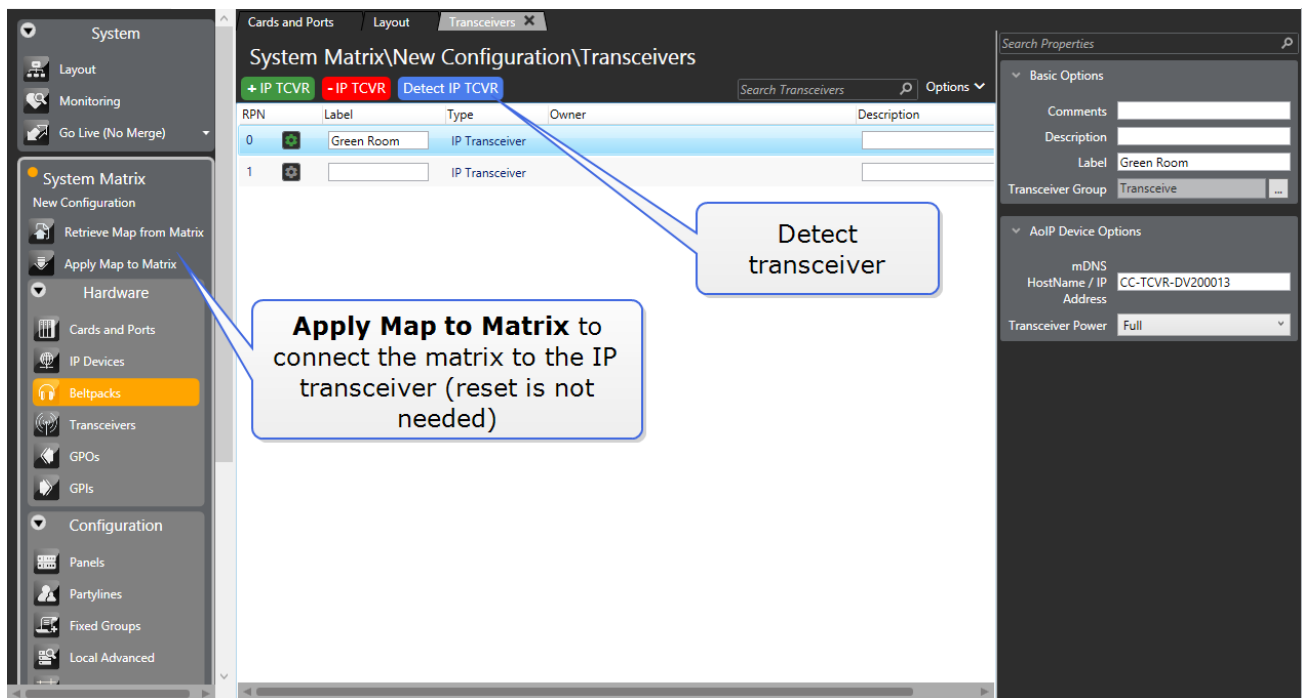 System
Layout
Monitoring
Go Live (No Merge)
System Matrix
New Configuration
Retrieve Map from Matrix
Apply Map to Matrix
Hardware
Cards and Ports
IP Devices
Beltpacks
Transceivers
GPOs
GPIs
Configuration
Panels
Partylines
Fixed Groups
Local Advanced
Cards and Ports Layout Transceivers X
System Matrix\New Configuration\Transceivers
+ IP TCVR - IP TCVR Detect IP TCVR Search Transceivers Options
RPN Label Type Owner Description
0 Green Room IP Transceiver
1 IP Transceiver
Detect
transceiver
Apply Map to Matrix to
connect the matrix to the IP
transceiver (reset is not
needed)
Search Properties
Basic Options
Comments
Description
Label Green Room
Transceiver Group Transceive ...
AoIP Device Options
mDNS
HostName / IP CC-TCVR-DV200013
Address
Transceiver Power Full